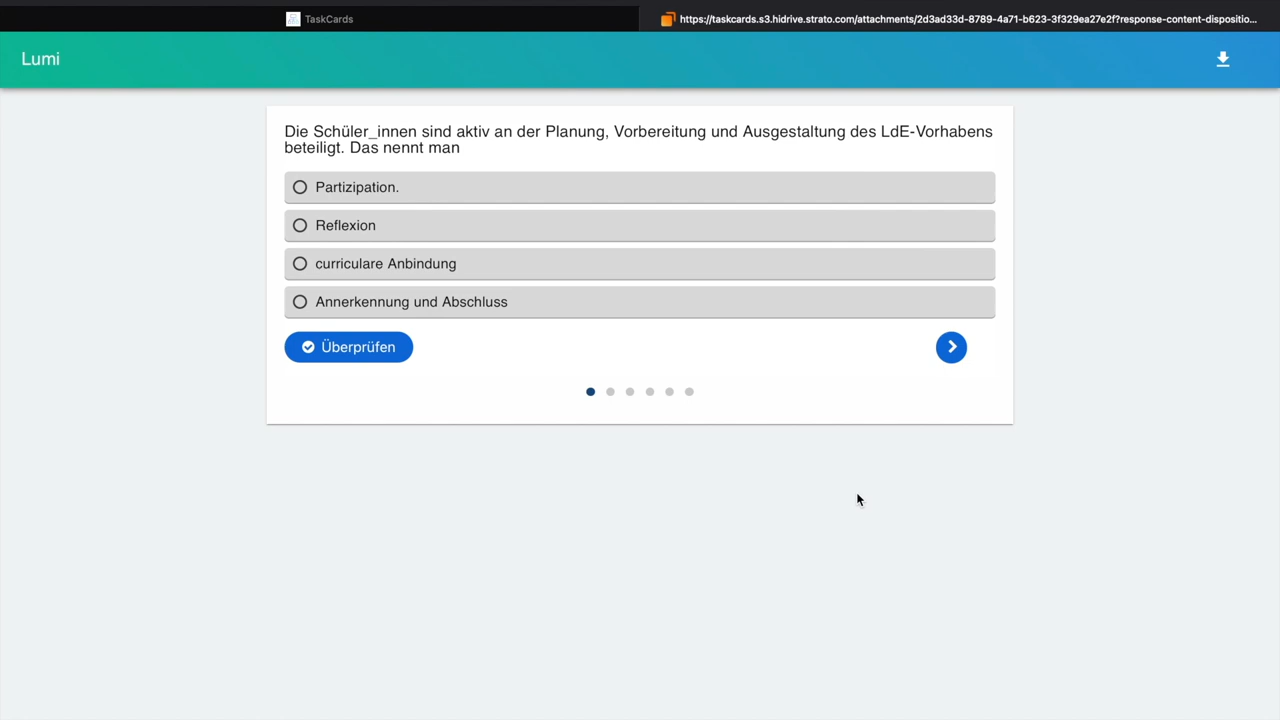 TaskCards
https://taskcards.s3.hidrive.strato.com/attachments/2d3ad33d-8789-4a71-b623-3f329ea27e2f?response-content-dispositio...
Lumi
Die Schüler_innen sind aktiv an der Planung, Vorbereitung und Ausgestaltung des LdE-Vorhabens
beteiligt. Das nennt man
Partizipation.
Reflexion
curriculare Anbindung
Annerkennung und Abschluss
Überprüfen